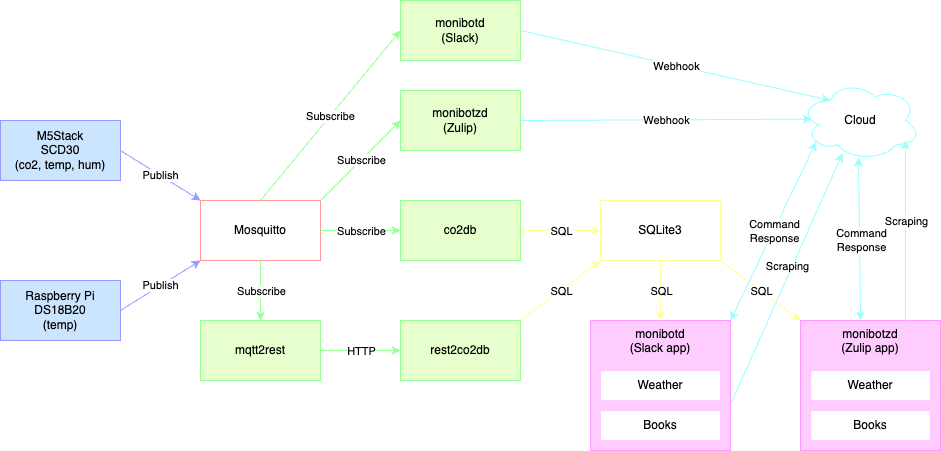 monibotd
(Slack)
Webhook
monibotzd
(Zulip)
Subscribe
Webhook
Cloud
M5Stack
SCD30
(co2, temp, hum)
Subscribe
Publish
Mosquitto
Subscribe
co2db
SQL
SQLite3
Command
Response
Scraping
Command
Response
Scraping
Raspberry Pi
DS18B20
(temp)
Publish
Subscribe
SQL
SQL
SQL
mqtt2rest
HTTP
rest2co2db
monibotd
(Slack app)
Weather
Books
monibotzd
(Zulip app)
Weather
Books